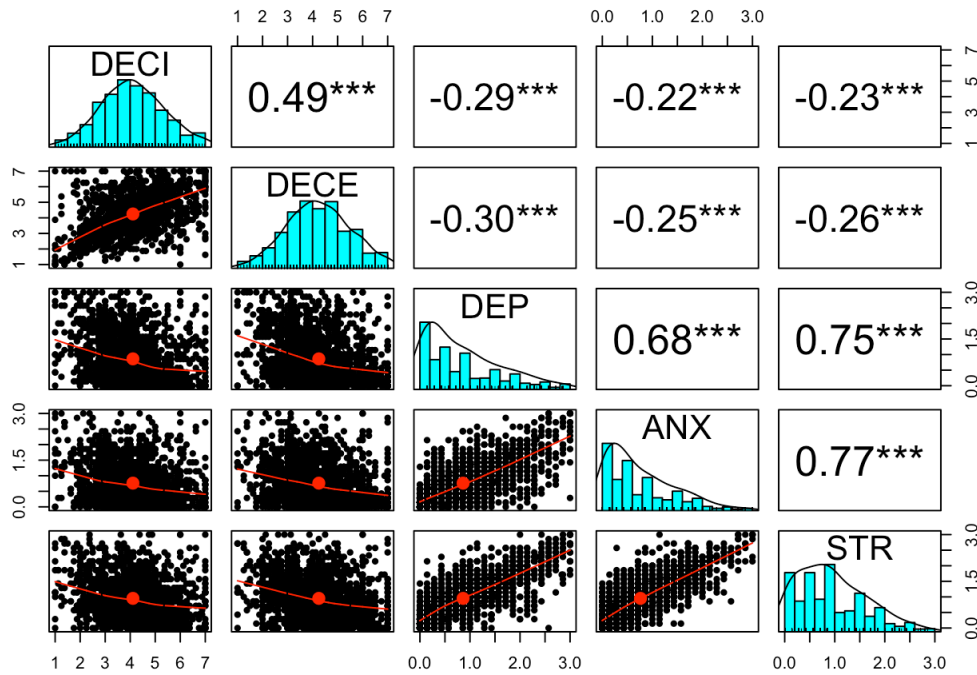 1 2 3 4 5 6 7
0.0 1.0 2.0 3.0
DECI
0.49***
-0.29***
-0.22***
-0.23***
1 3 5 7
1 3 5 7
DECE
-0.30***
-0.25***
-0.26***
DEP
0.68***
0.75***
0.0 1.5 3.0
0.0 1.5 3.0
ANX
0.77***
STR
0.0 1.5 3.0
1 2 3 4 5 6 7
0.0 1.0 2.0 3.0
0.0 1.0 2.0 3.0